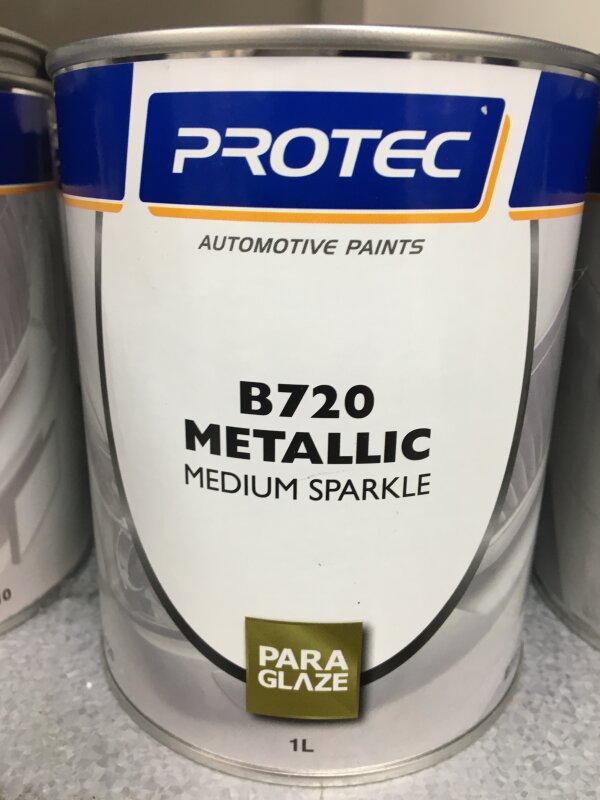 PROTEC
AUTOMOTIVE PAINTS
B720
METALLIC
MEDIUM SPARKLE
PARA
GLAZE
1L